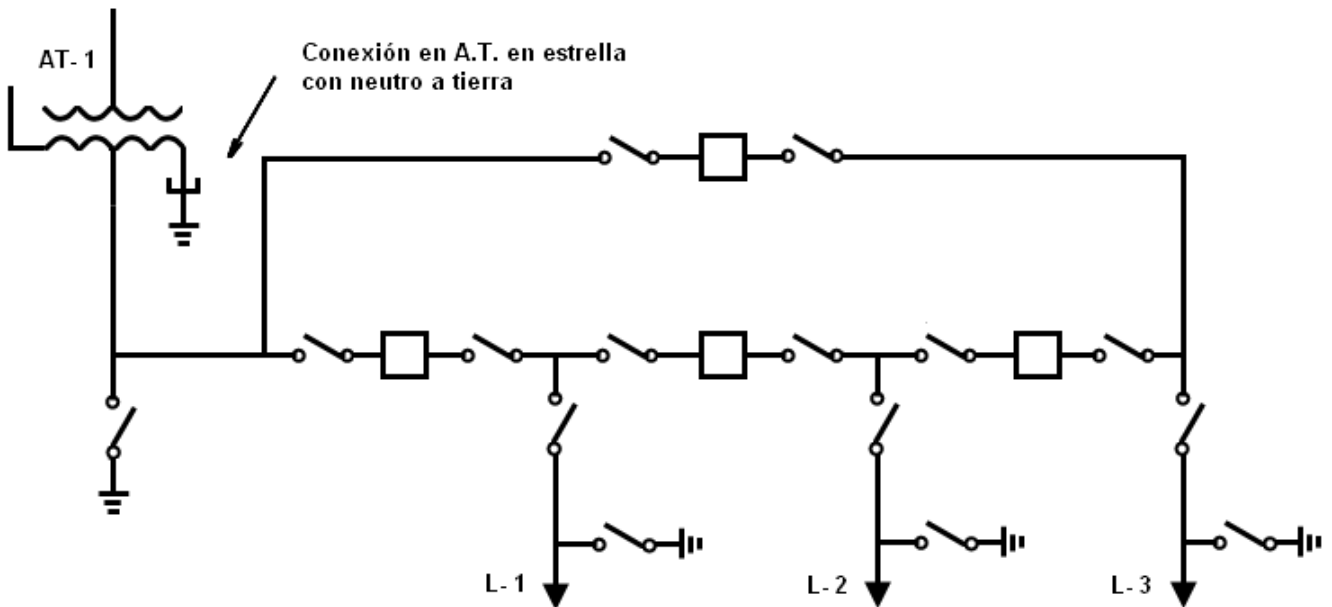 AT- 1
Conexión en A.T. en estrella
con neutro a tierra
L- 1
L- 2
L- 3